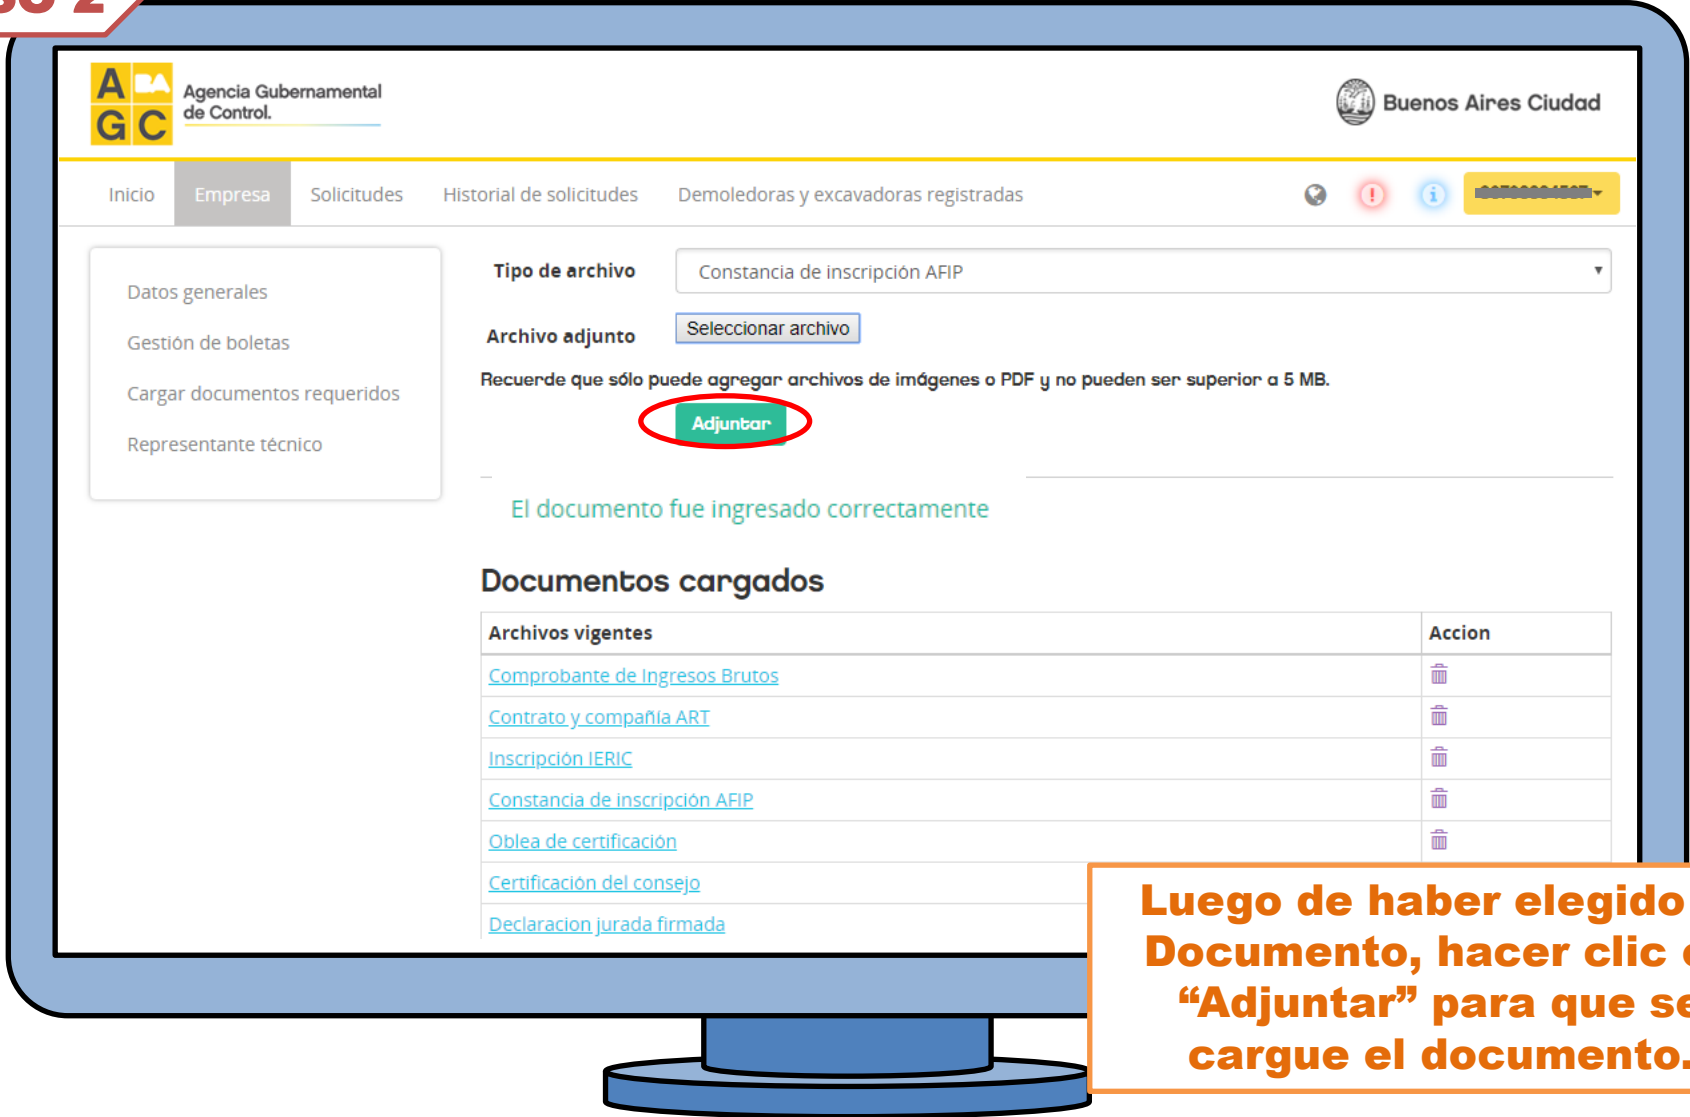 SO 2
A BA
G C
Agencia Gubernamental
de Control.
Buenos Aires Ciudad
Inicio Empresa Solicitudes Historial de solicitudes Demoledoras y excavadoras registradas
Datos generales
Gestión de boletas
Cargar documentos requeridos
Representante técnico
Tipo de archivo Constancia de inscripción AFIP
Archivo adjunto Seleccionar archivo
Recuerde que sólo puede agregar archivos de imágenes o PDF y no pueden ser superior a 5 MB.
Adjuntar
El documento fue ingresado correctamente
Documentos cargados
Archivos vigentes Accion
Comprobante de Ingresos Brutos
Contrato y compañía ART
Inscripción IERIC
Constancia de inscripción AFIP
Oblea de certificación
Certificación del consejo
Declaracion jurada firmada
Luego de haber elegido
Documento, hacer clic
“Adjuntar” para que se
cargue el documento.